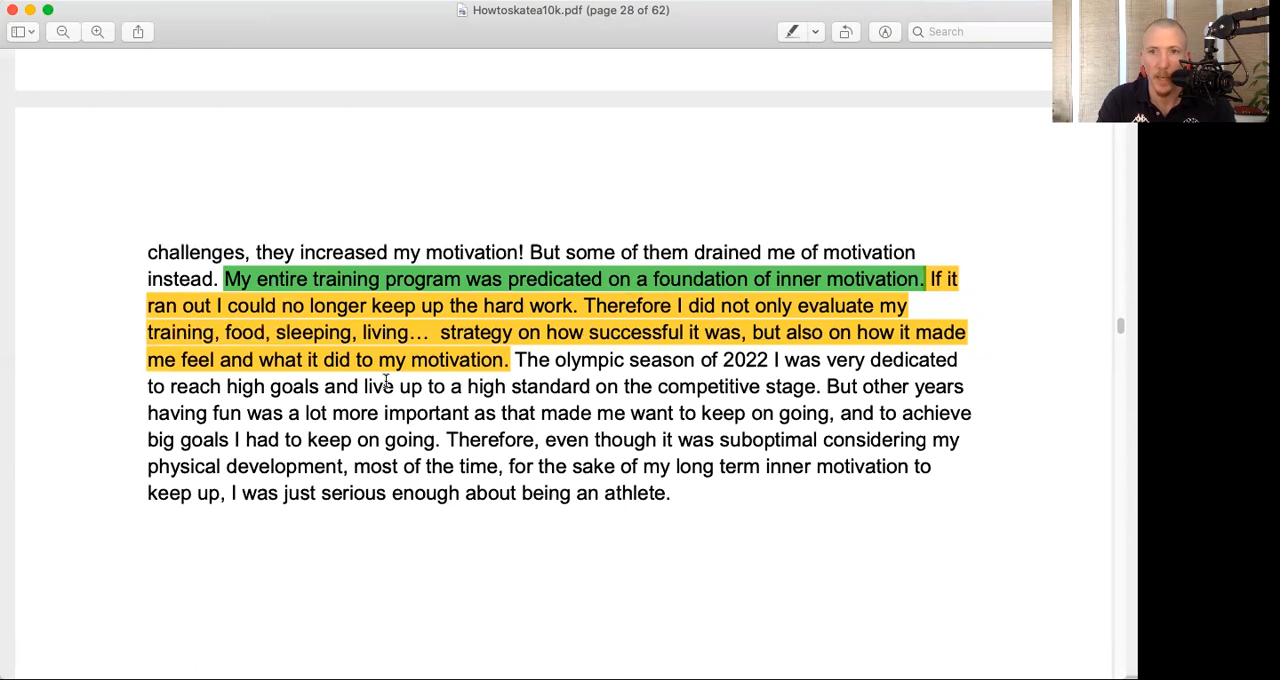 Howtoskatea10k.pdf (page 28 of 62)
Search
challenges, they increased my motivation! But some of them drained me of motivation
instead. My entire training program was predicated on a foundation of inner motivation. If it
ran out I could no longer keep up the hard work. Therefore I did not only evaluate my
training, food, sleeping, living… strategy on how successful it was, but also on how it made
me feel and what it did to my motivation. The olympic season of 2022 I was very dedicated
to reach high goals and live up to a high standard on the competitive stage. But other years
having fun was a lot more important as that made me want to keep on going, and to achieve
big goals I had to keep on going. Therefore, even though it was suboptimal considering my
physical development, most of the time, for the sake of my long term inner motivation to
keep up, I was just serious enough about being an athlete.